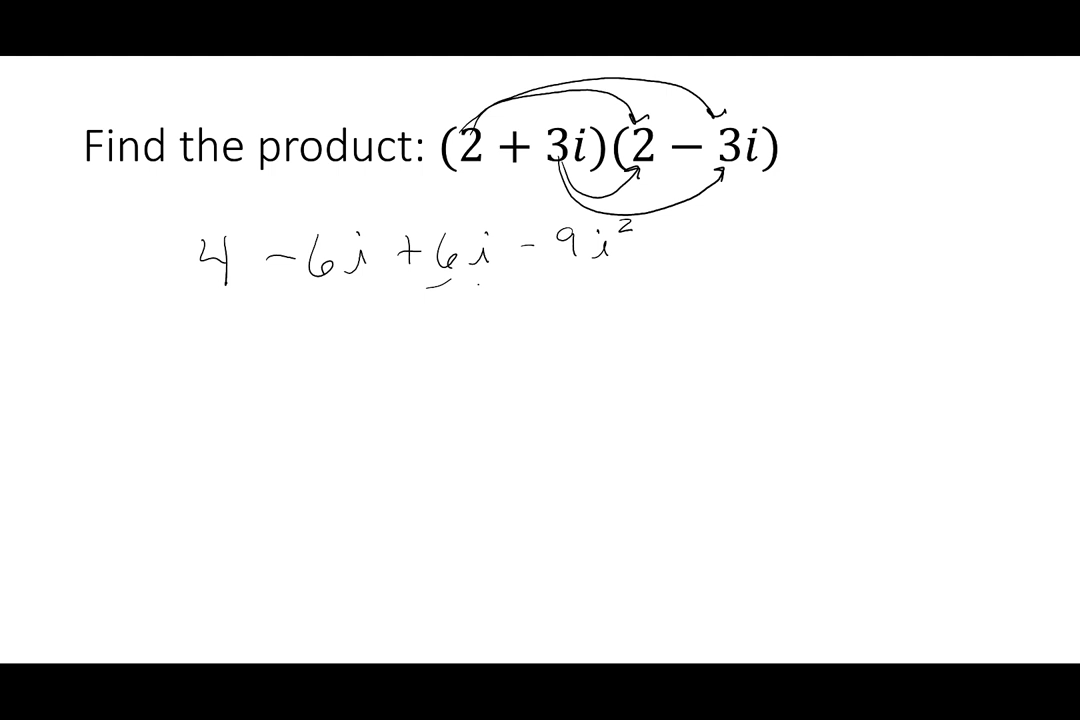 Find the product: (2 + 3i)(2 − 3i)
4 - 6i + 6i - 9i²